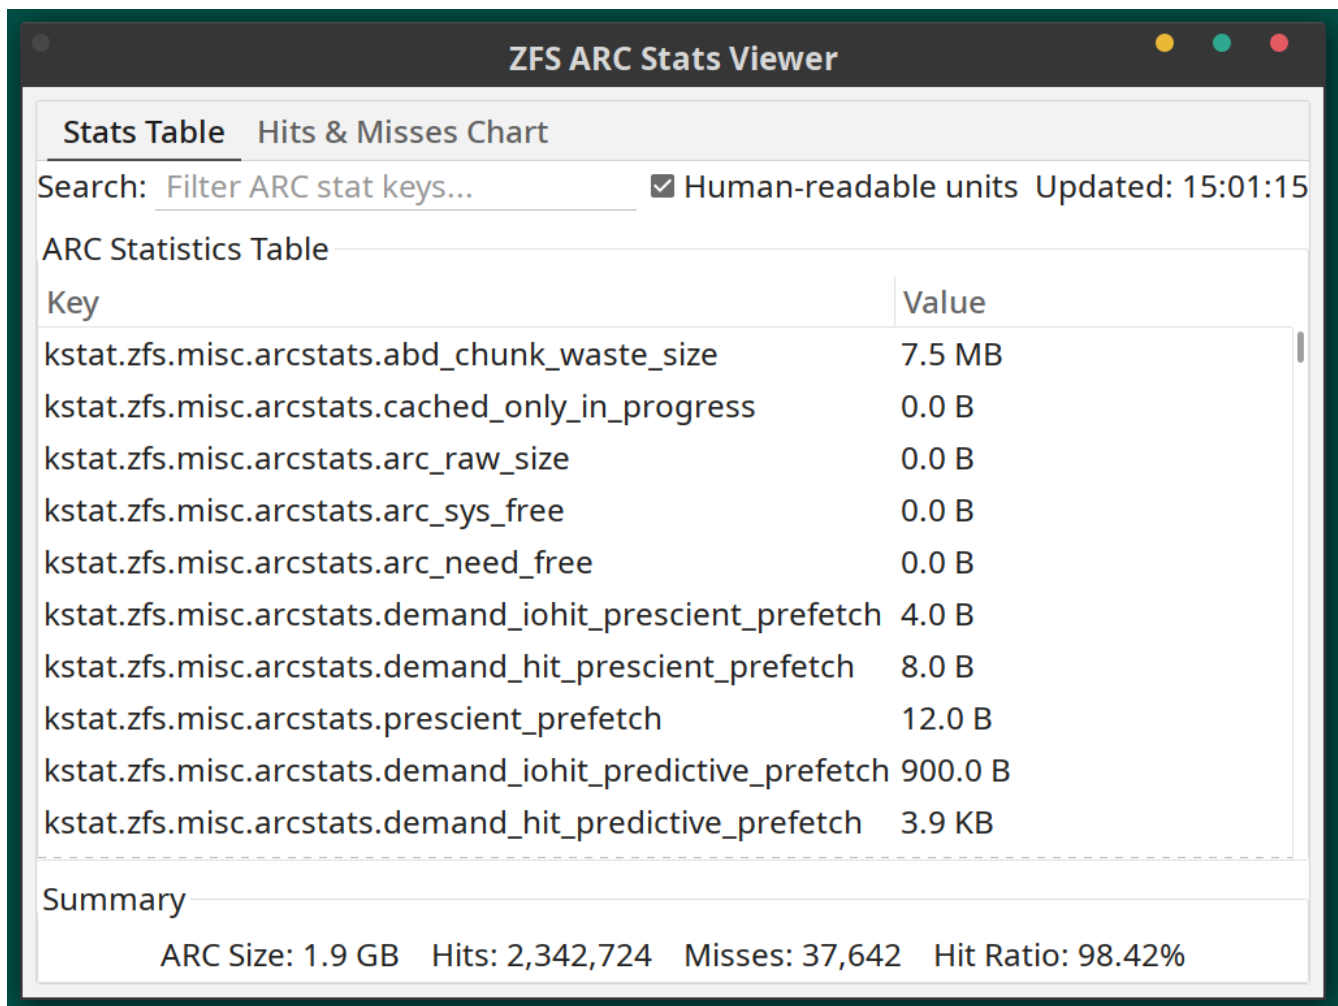 ZFS ARC Stats Viewer
Stats Table Hits & Misses Chart
Search: Filter ARC stat keys... Human-readable units Updated: 15:01:15
ARC Statistics Table
Key Value
kstat.zfs.misc.arcstats.abd_chunk_waste_size 7.5 MB
kstat.zfs.misc.arcstats.cached_only_in_progress 0.0 B
kstat.zfs.misc.arcstats.arc_raw_size 0.0 B
kstat.zfs.misc.arcstats.arc_sys_free 0.0 B
kstat.zfs.misc.arcstats.arc_need_free 0.0 B
kstat.zfs.misc.arcstats.demand_iohit_prescient_prefetch 4.0 B
kstat.zfs.misc.arcstats.demand_hit_prescient_prefetch 8.0 B
kstat.zfs.misc.arcstats.prescient_prefetch 12.0 B
kstat.zfs.misc.arcstats.demand_iohit_predictive_prefetch 900.0 B
kstat.zfs.misc.arcstats.demand_hit_predictive_prefetch 3.9 KB
Summary
ARC Size: 1.9 GB Hits: 2,342,724 Misses: 37,642 Hit Ratio: 98.42%